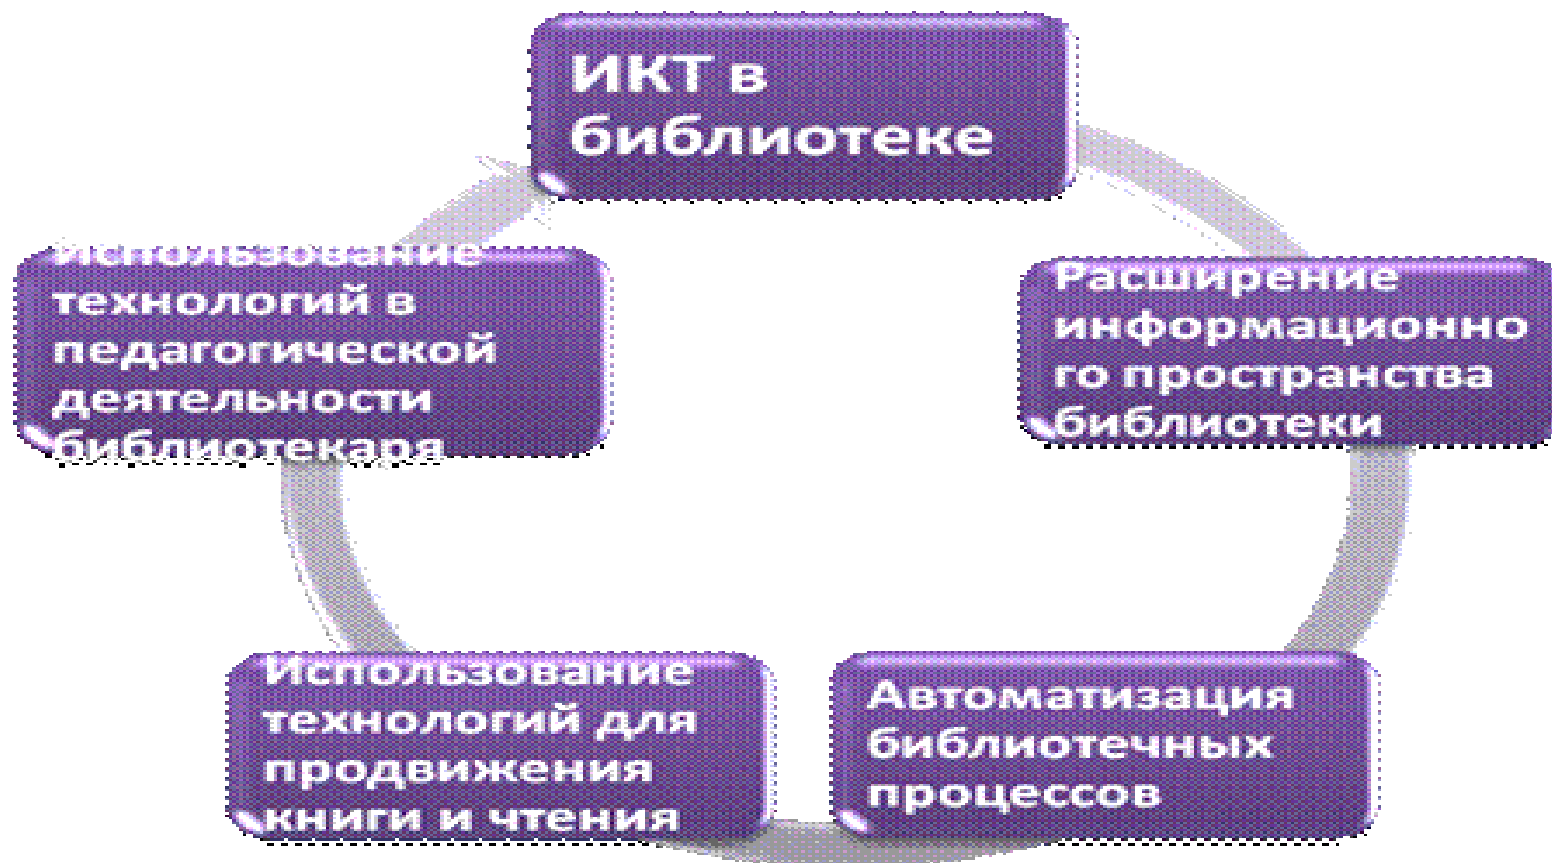 ИКТ в
библиотеке
Расширение
информационно
го пространства
библиотеки
Автоматизация
библиотечных
процессов
Использование
технологий для
продвижения
книги и чтения
Использование
технологий в
педагогической
деятельности
библиотекаря